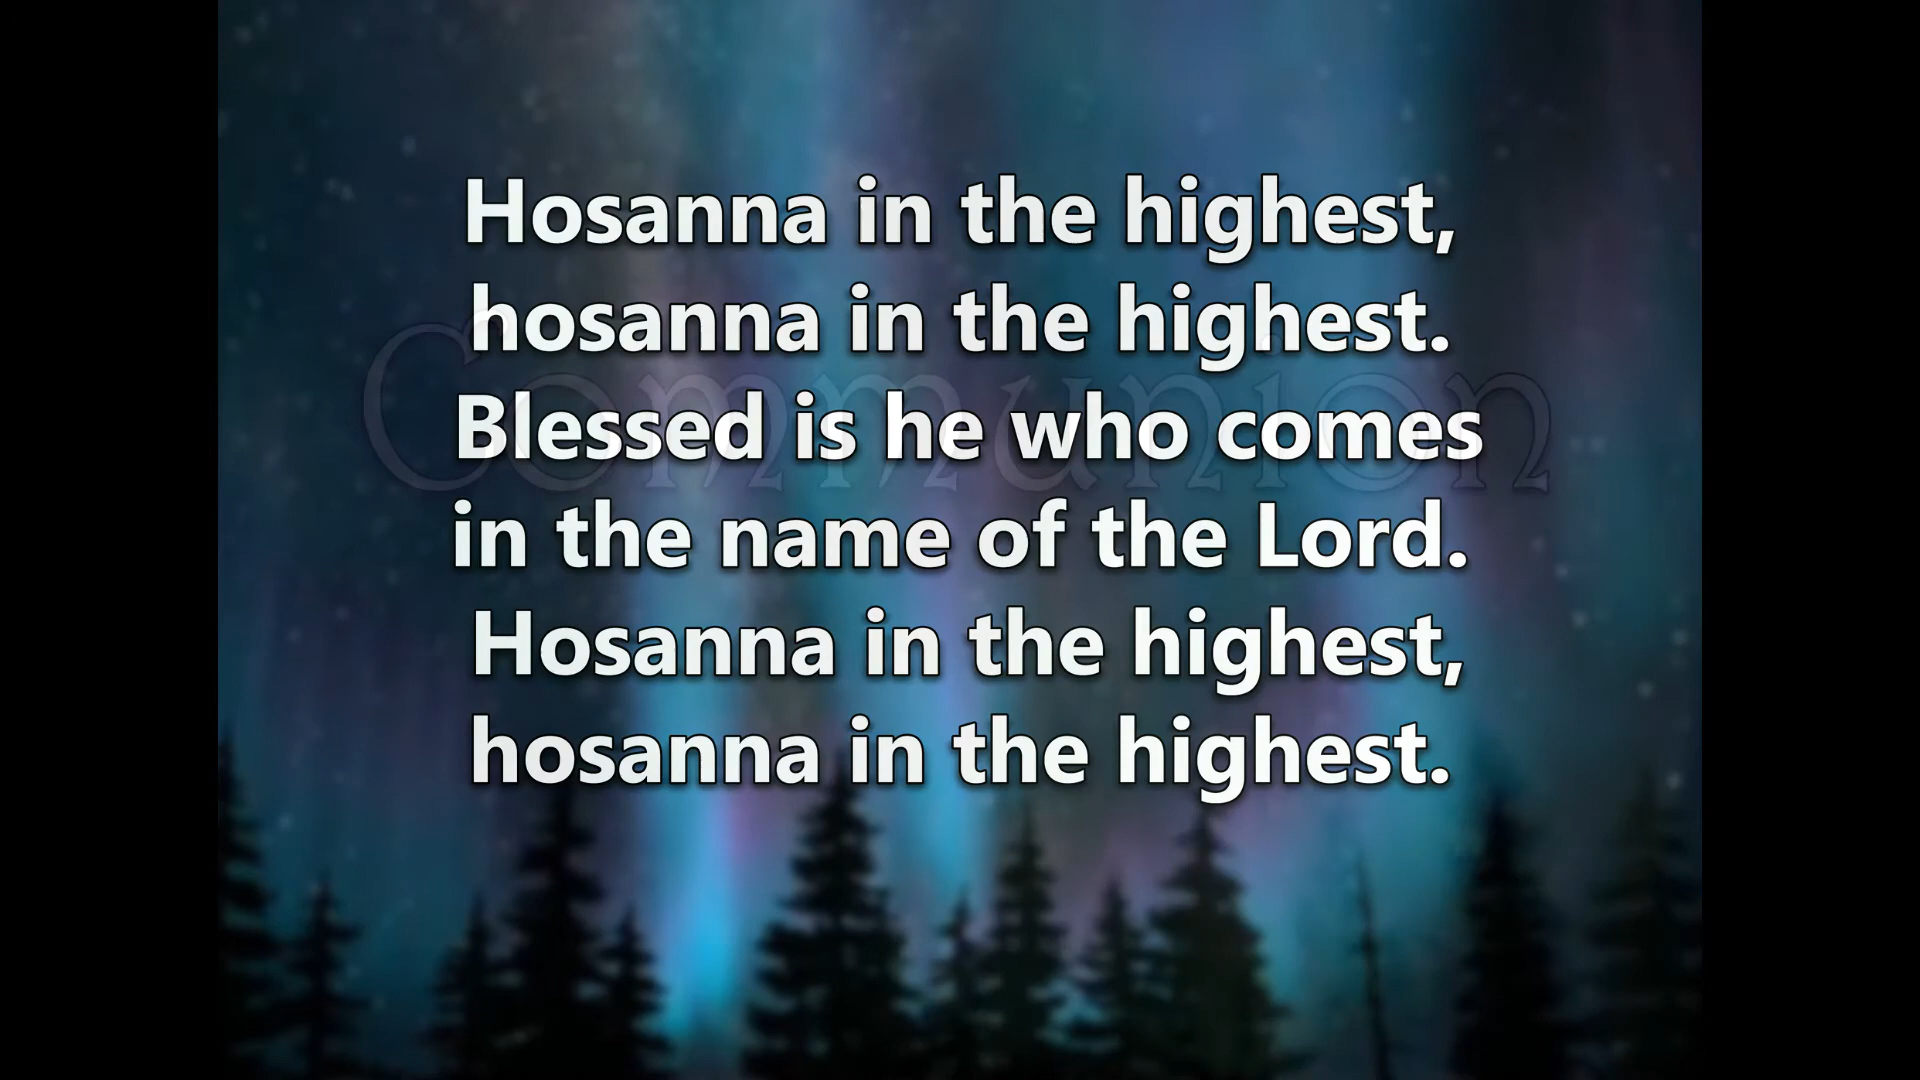 Hosanna in the highest,
hosanna in the highest.
Communion
Blessed is he who comes
in the name of the Lord.
Hosanna in the highest,
hosanna in the highest.